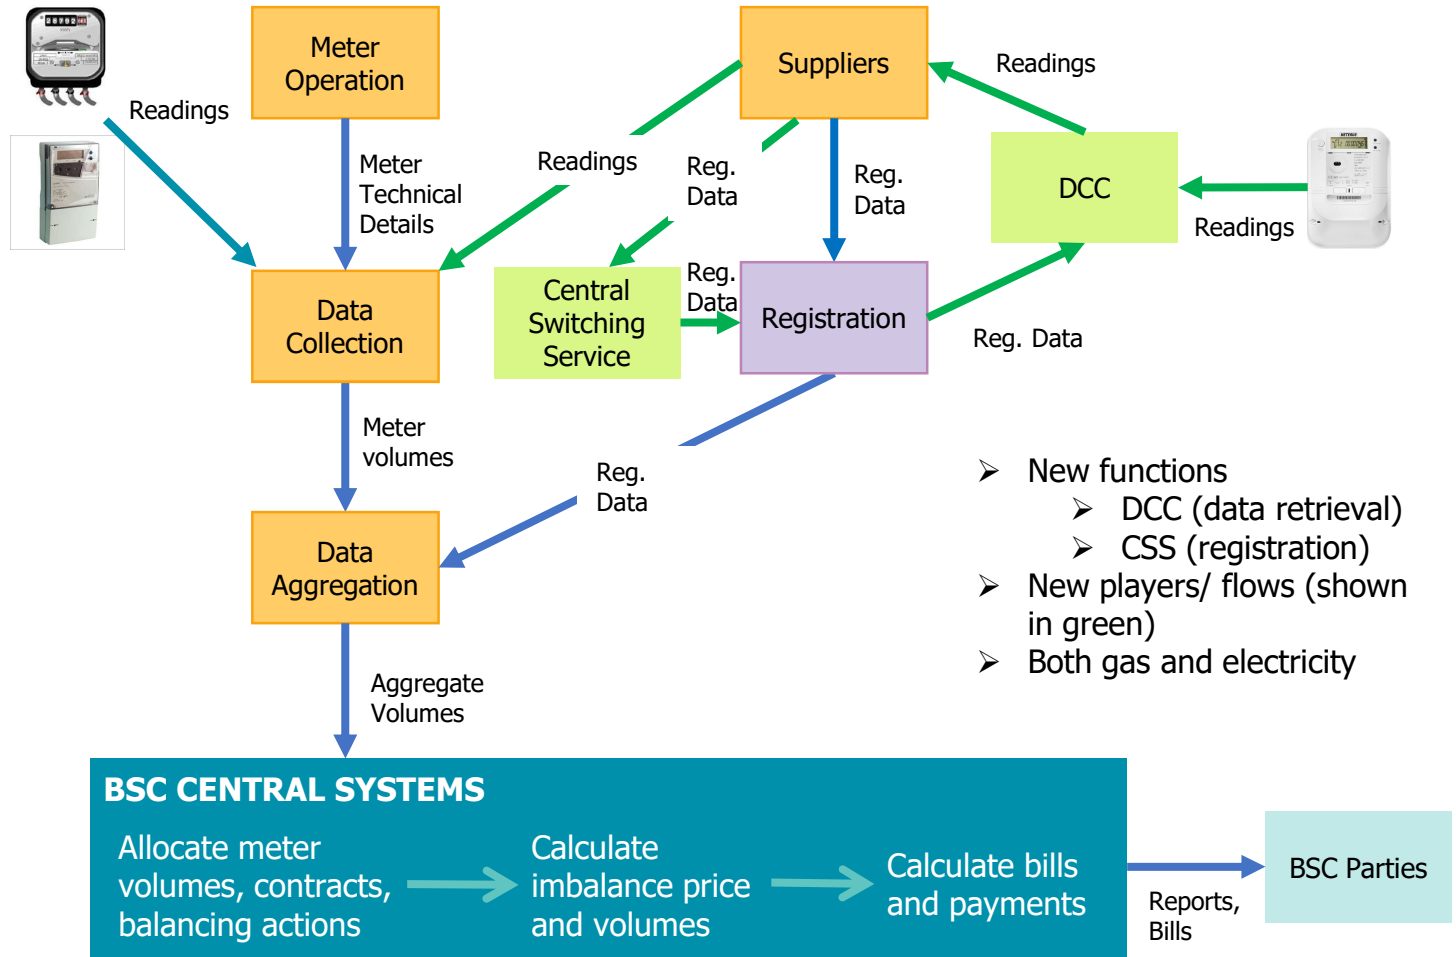 Meter
Operation
Suppliers
Readings
Readings
Meter
Technical
Details
Readings
Reg.
Data
Reg.
Data
DCC
Readings
Data
Collection
Central
Switching
Service
Reg.
Data
Registration
Reg. Data
Meter
volumes
Reg.
Data
➢ New functions
➢ DCC (data retrieval)
➢ CSS (registration)
➢ New players/ flows (shown
in green)
➢ Both gas and electricity
Data
Aggregation
Aggregate
Volumes
BSC CENTRAL SYSTEMS
Allocate meter
volumes, contracts,
balancing actions
Calculate
imbalance price
and volumes
Calculate bills
and payments
Reports,
Bills
BSC Parties